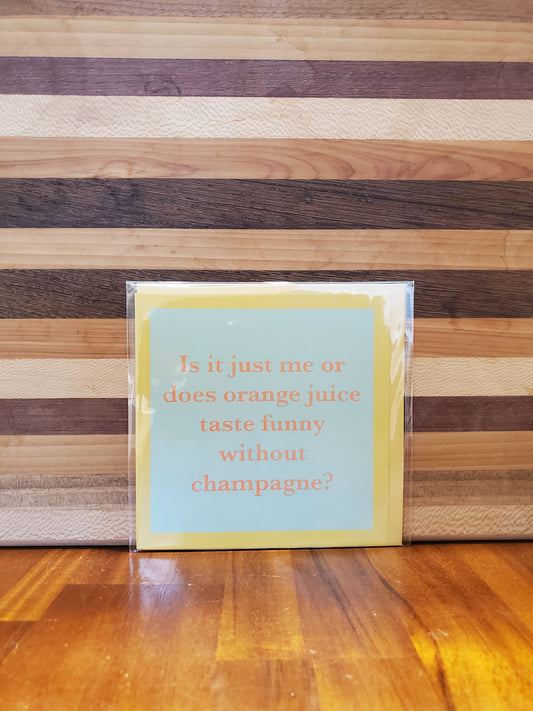 Is it just me or
does orange juice
taste funny
without
champagne?